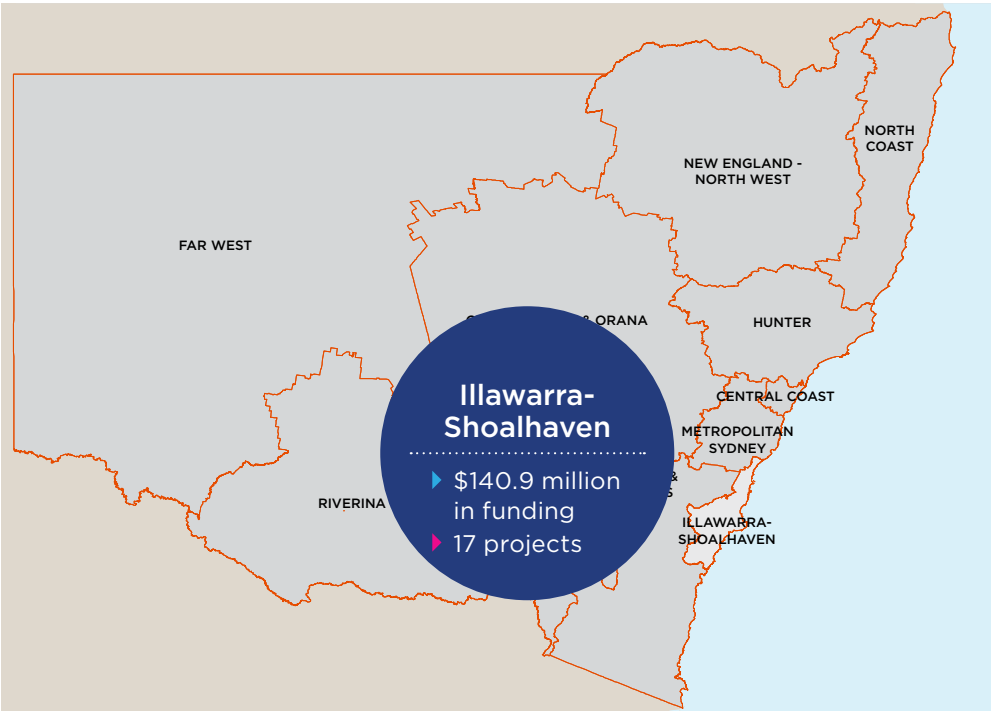 NORTH
COAST
NEW ENGLAND -
NORTH WEST
FAR WEST
& ORANA
HUNTER
Illawarra-
Shoalhaven
$140.9 million
in funding
17 projects
CENTRAL COAST
METROPOLITAN
SYDNEY
RIVERINA
&
S
ILLAWARRA-
SHOALHAVEN